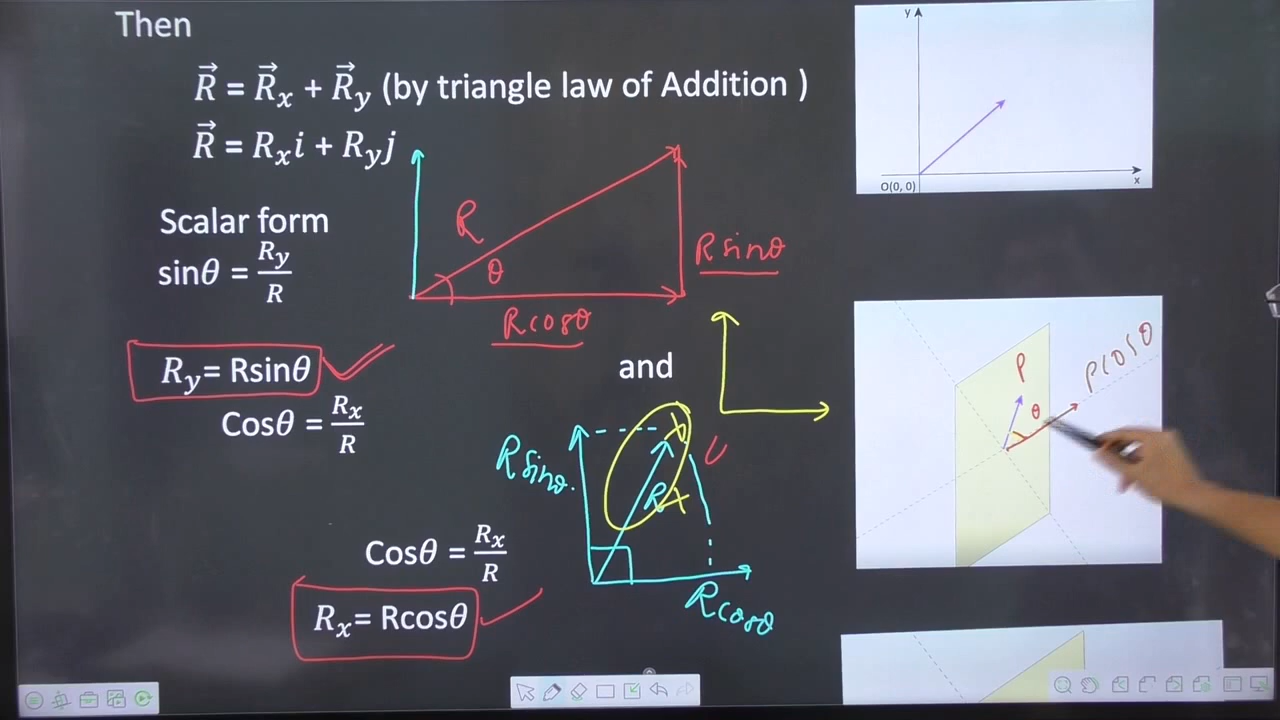 Then
R⃗ = R⃗x + R⃗y (by triangle law of Addition )
R⃗ = Rxi + Ryj
Scalar form
sinθ = Ry/R
Ry= Rsinθ
Cosθ = Rx/R
and
Cosθ = Rx/R
Rx= Rcosθ
R
θ
Rsinθ
Rcosθ
Rsinθ.
R
Rcosθ
y
x
O(0, 0)
P
θ
PCOSθ